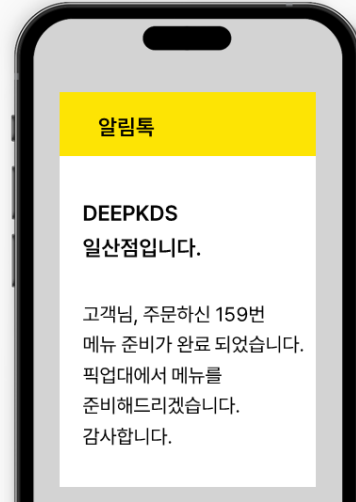 알림톡
DEEPKDS
일산점입니다.
고객님, 주문하신 159번
메뉴 준비가 완료 되었습니다.
픽업대에서 메뉴를
준비해드리겠습니다.
감사합니다.